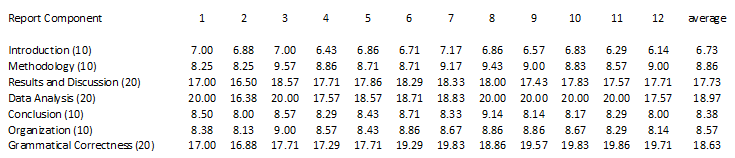 Report Component 1 2 3 4 5 6 7 8 9 10 11 12 average
Introduction (10) 7.00 6.88 7.00 6.43 6.86 6.71 7.17 6.86 6.57 6.83 6.29 6.14 6.73
Methodology (10) 8.25 8.25 9.57 8.86 8.71 8.71 9.17 9.43 9.00 8.83 8.57 9.00 8.86
Results and Discussion (20) 17.00 16.50 18.57 17.71 17.86 18.29 18.33 18.00 17.43 17.83 17.57 17.71 17.73
Data Analysis (20) 20.00 16.38 20.00 17.57 18.57 18.71 18.83 20.00 20.00 20.00 20.00 17.57 18.97
Conclusion (10) 8.50 8.00 8.57 8.29 8.43 8.71 8.33 9.14 8.14 8.17 8.29 8.00 8.38
Organization (10) 8.38 8.13 9.00 8.57 8.43 8.86 8.67 8.86 8.86 8.67 8.29 8.14 8.57
Grammatical Correctness (20) 17.00 16.88 17.71 17.29 17.71 19.29 19.83 18.86 19.57 19.83 19.86 19.71 18.63